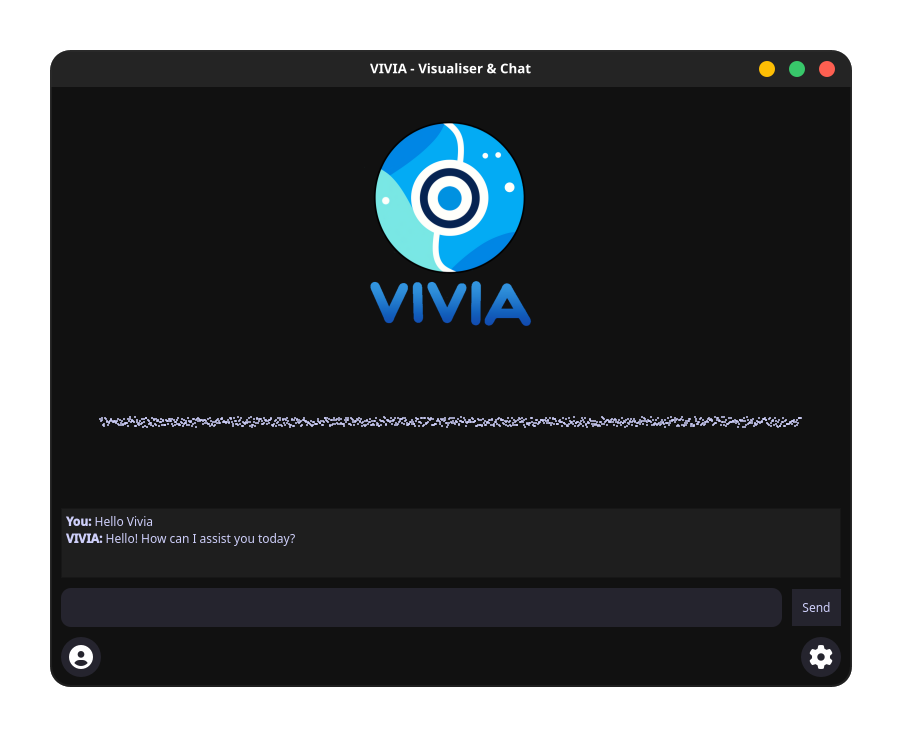 VIVIA - Visualiser & Chat
VIVIA
You: Hello Vivia
VIVIA: Hello! How can I assist you today?
Send